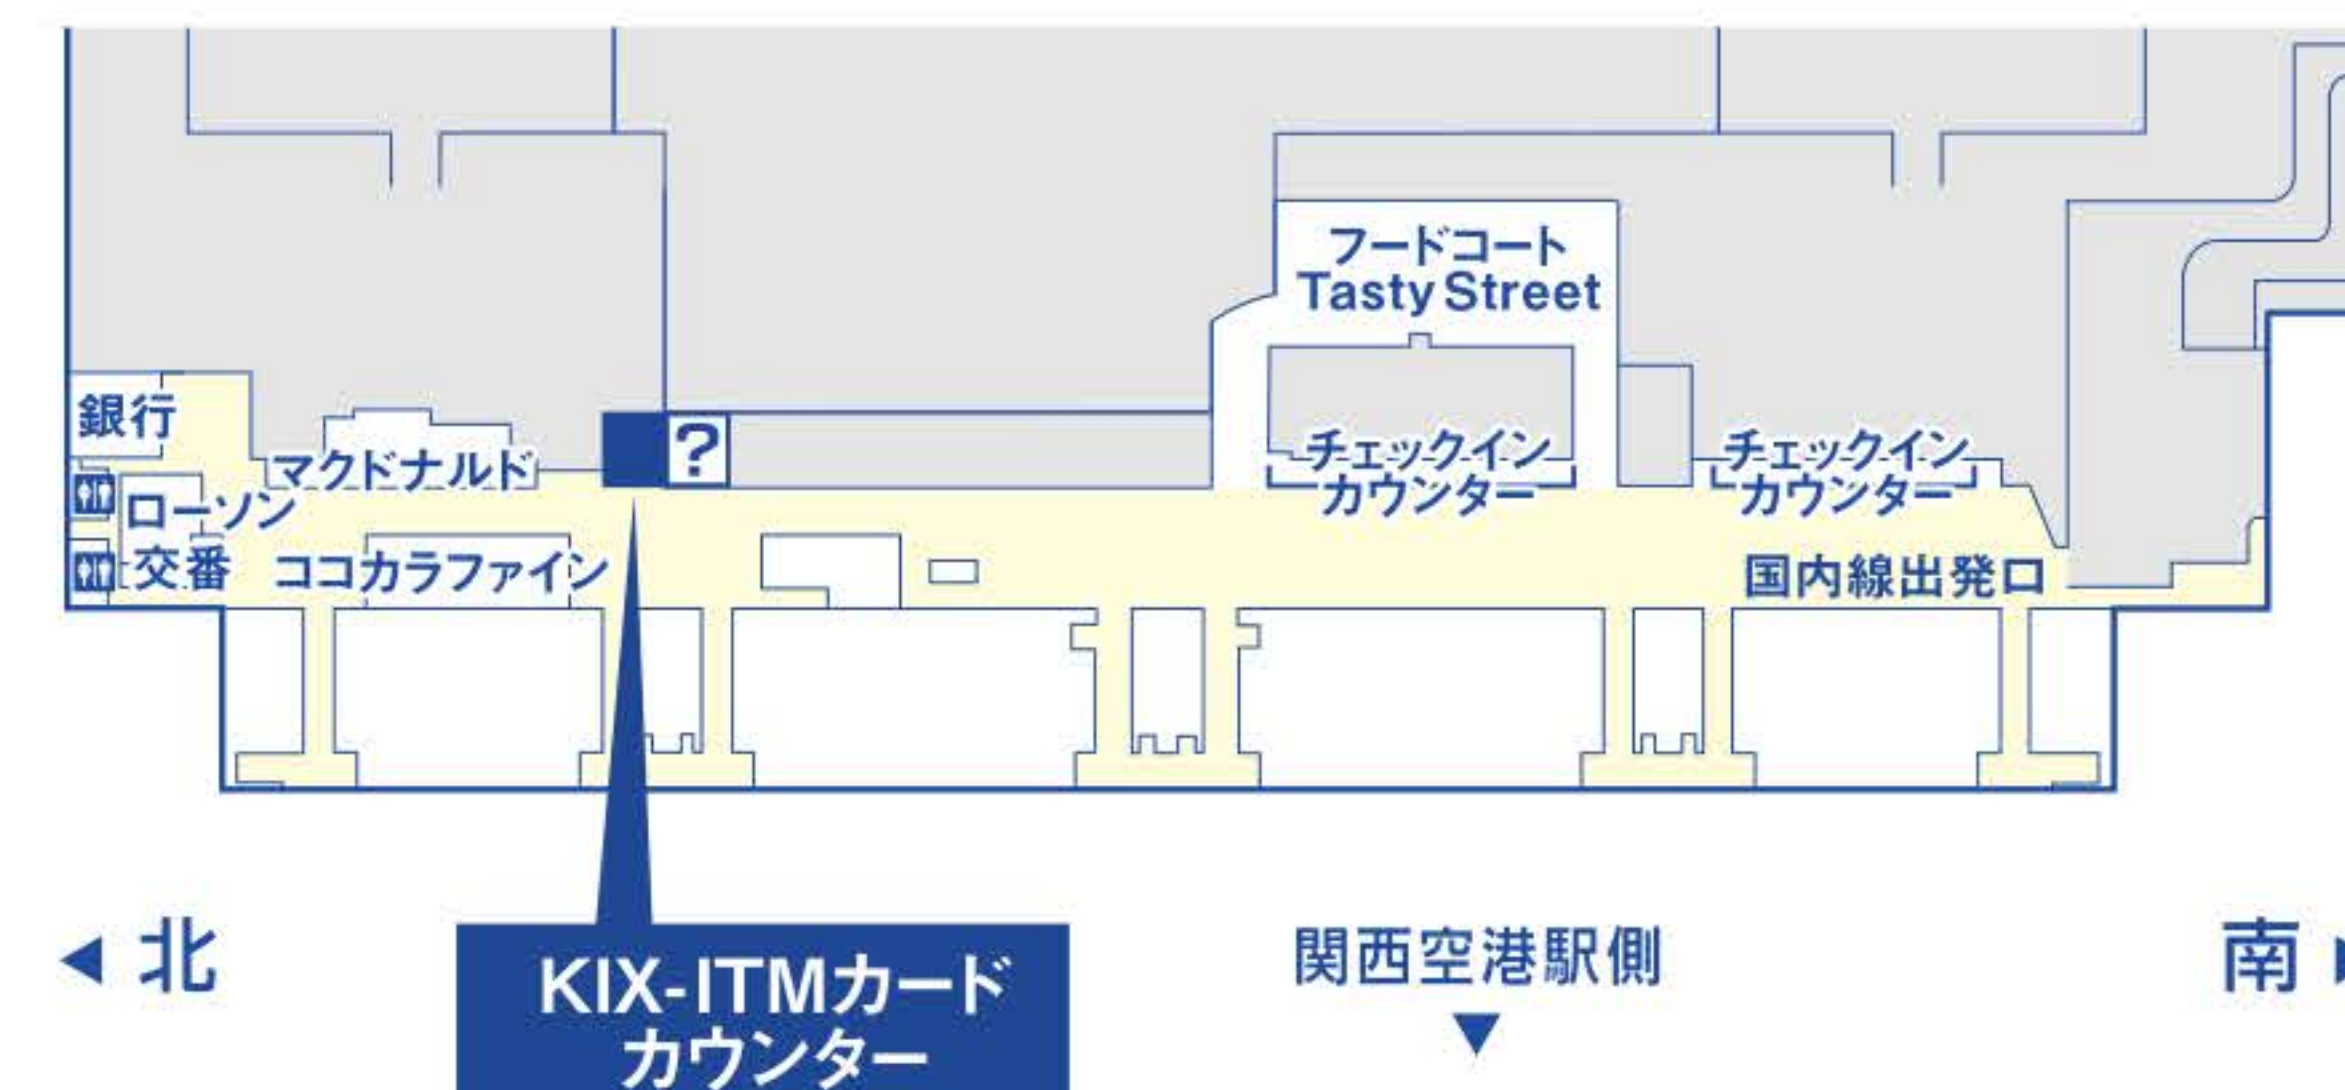 フードコート
Tasty Street
銀行
マクドナルド
?
チェックイン
カウンター
チェックイン
カウンター
ローソン
交番
ココカラファイン
国内線出発口
北
関西空港駅側
南
KIX-ITMカード
カウンター